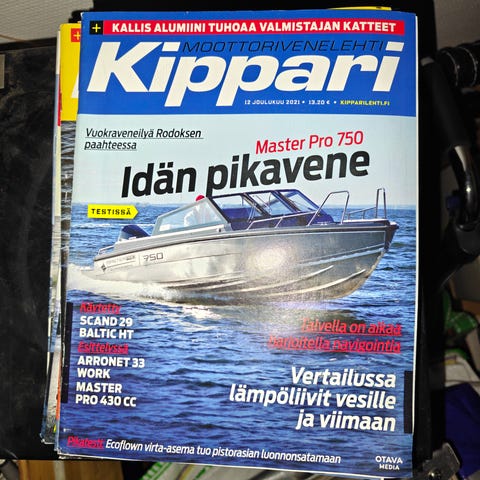 + KALLIS ALUMIINI TUHOAA VALMISTAJAN KATTEET
MOOTTORIVENELEHTI
Kippari
12 JOULUKUU 2021 • 13,20 € • KIPPARILEHTI.FI
Vuokraveneilyä Rodoksen
paahteessa
Master Pro 750
Idän pikavene
TESTISSÄ
750
Käytetty
SCAND 29
BALTIC HT
Esittelyssä
ARRONET 33
WORK
MASTER
PRO 430 CC
Talvella on aikaa
harjoitella navigointia
Vertailussa
lämpöliivit vesille
ja viimaan
Pikatesti: Ecoflown virta-asema tuo pistorasian luonnonsatamaan
OTAVA
MEDIA